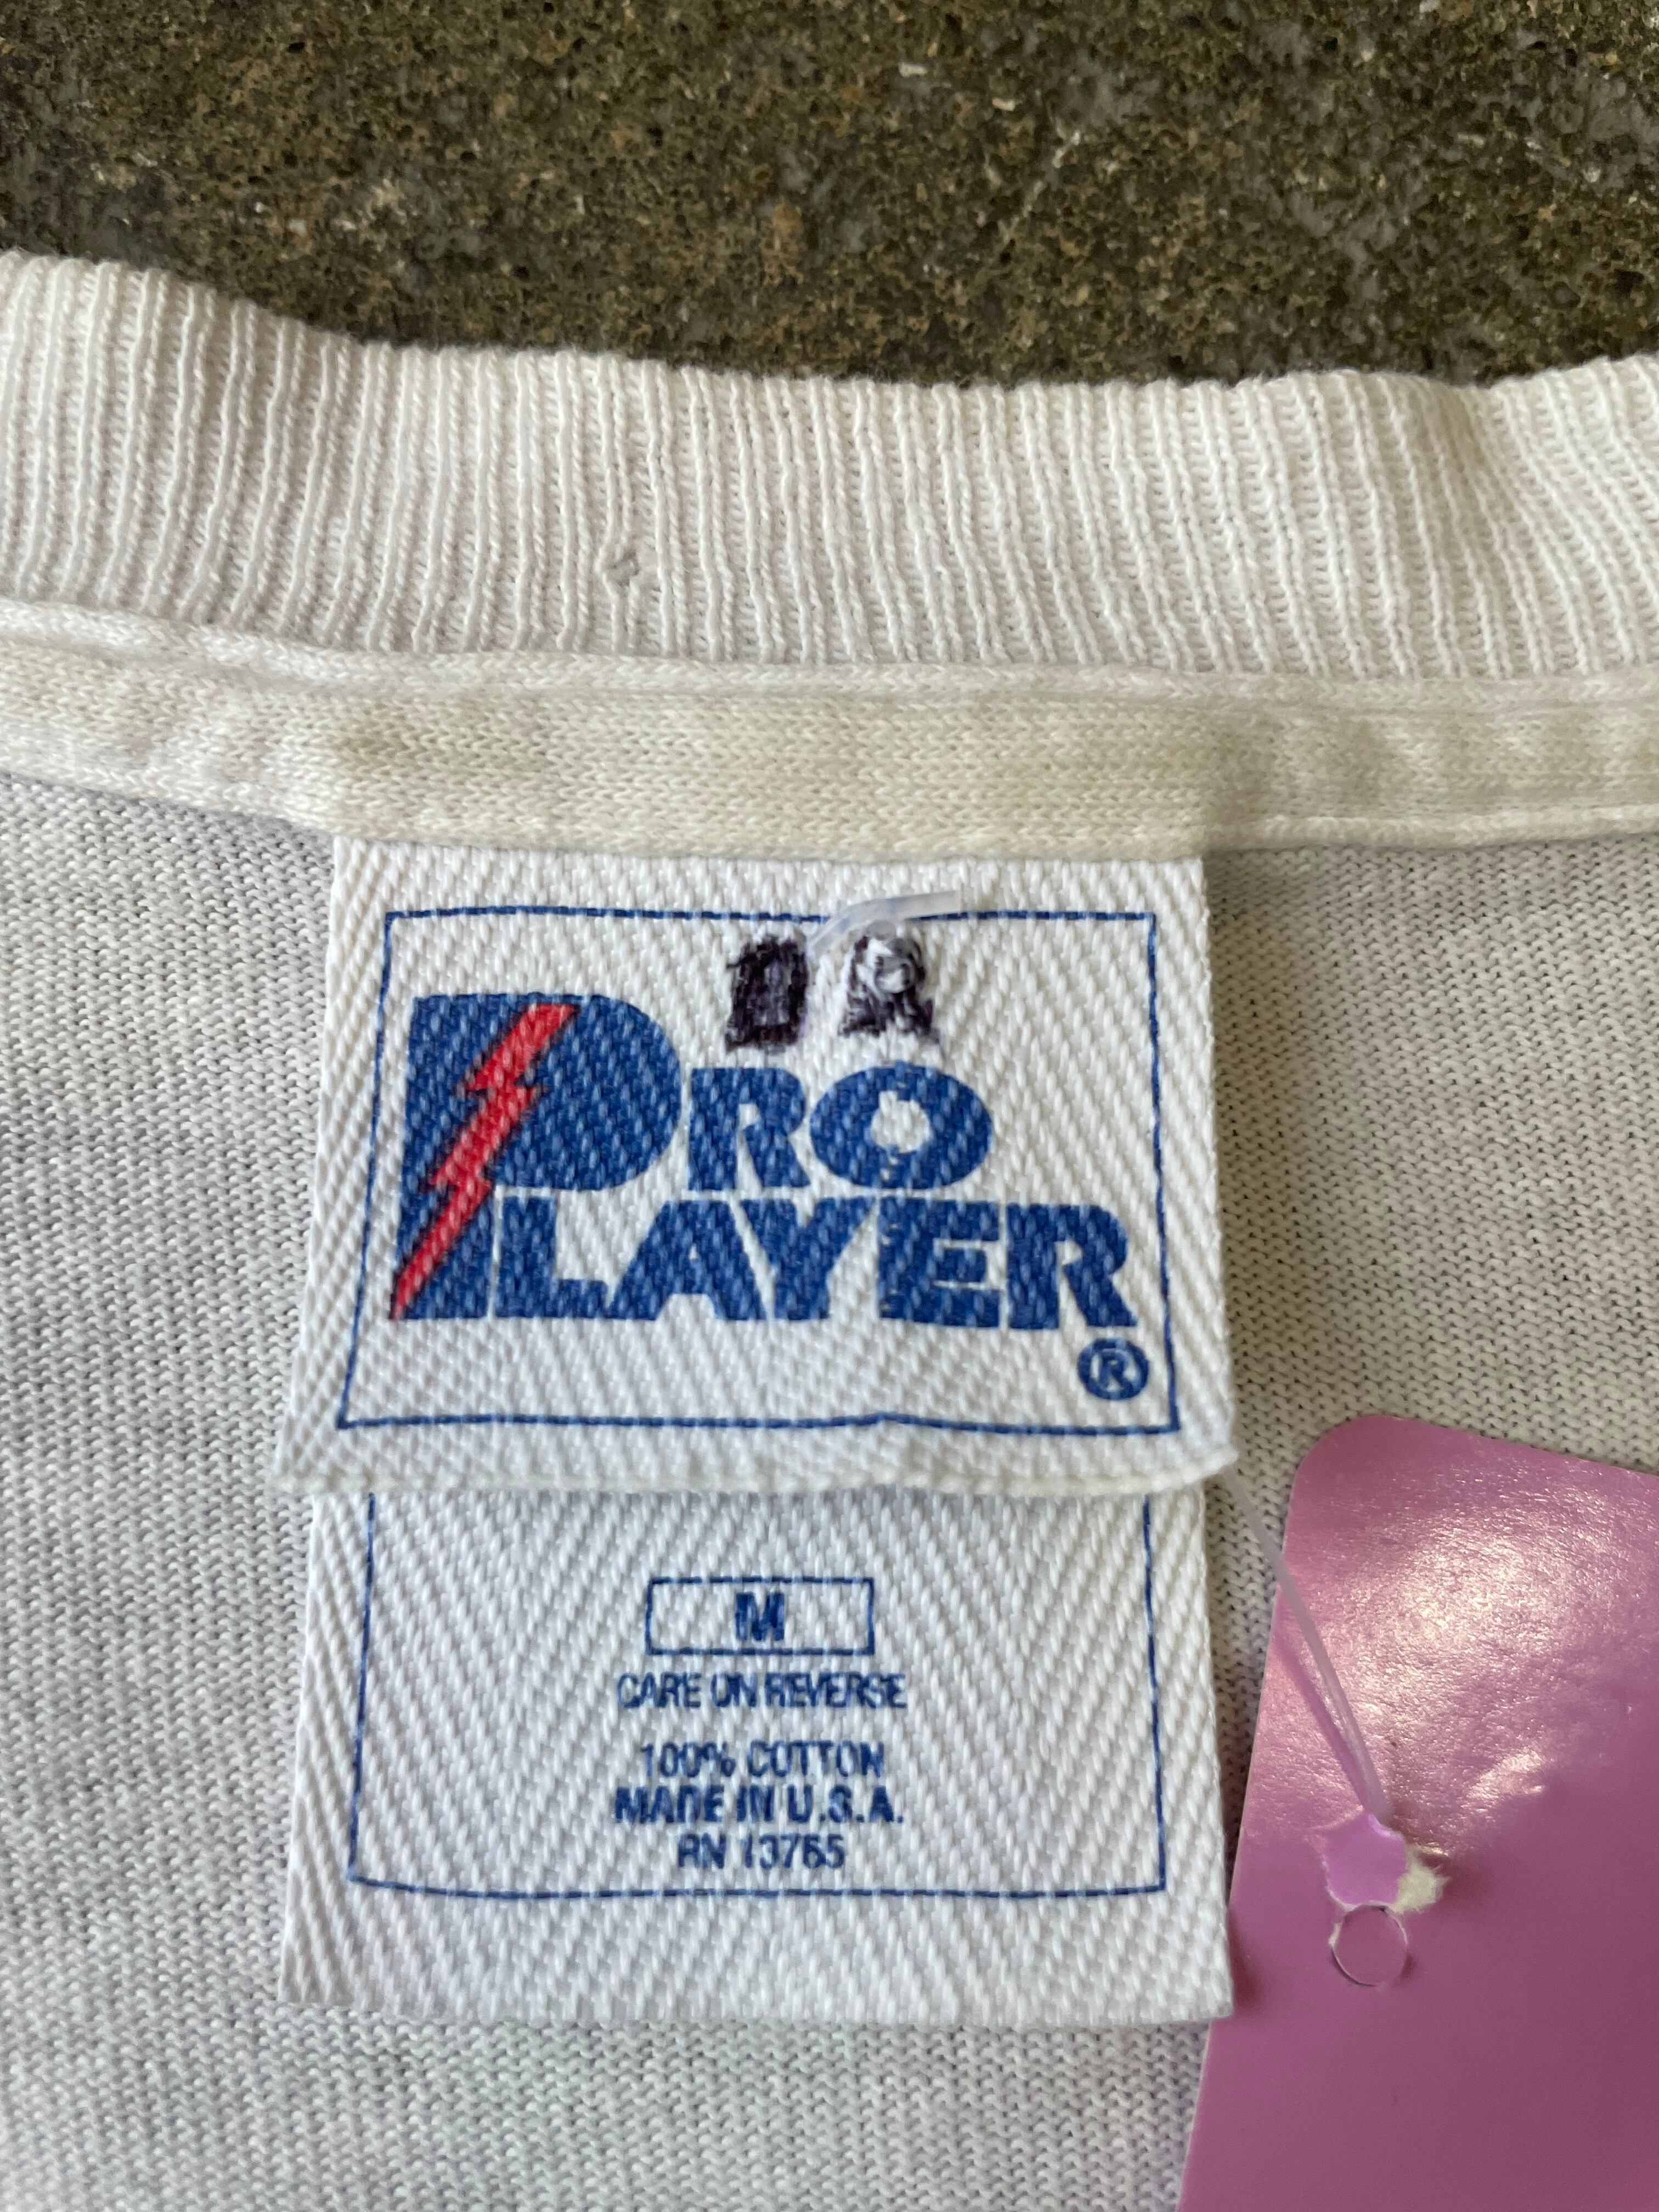 PRO
PLAYER
®
M
CARE ON REVERSE
100% COTTON
MADE IN U.S.A.
RN 13765